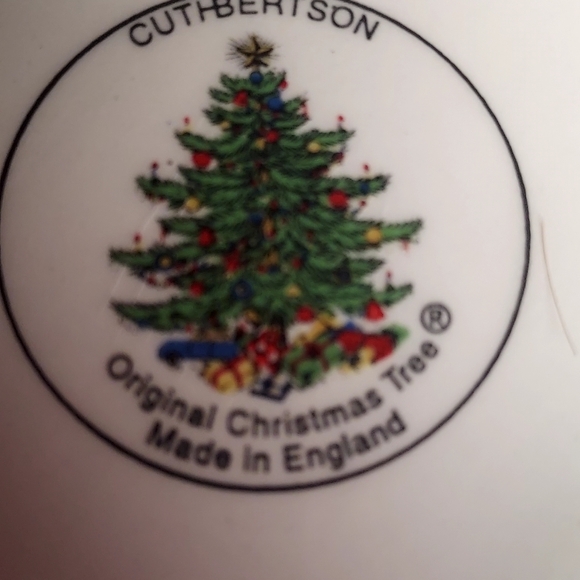 CUTHBERTSON
Original Christmas Tree ®
Made in England